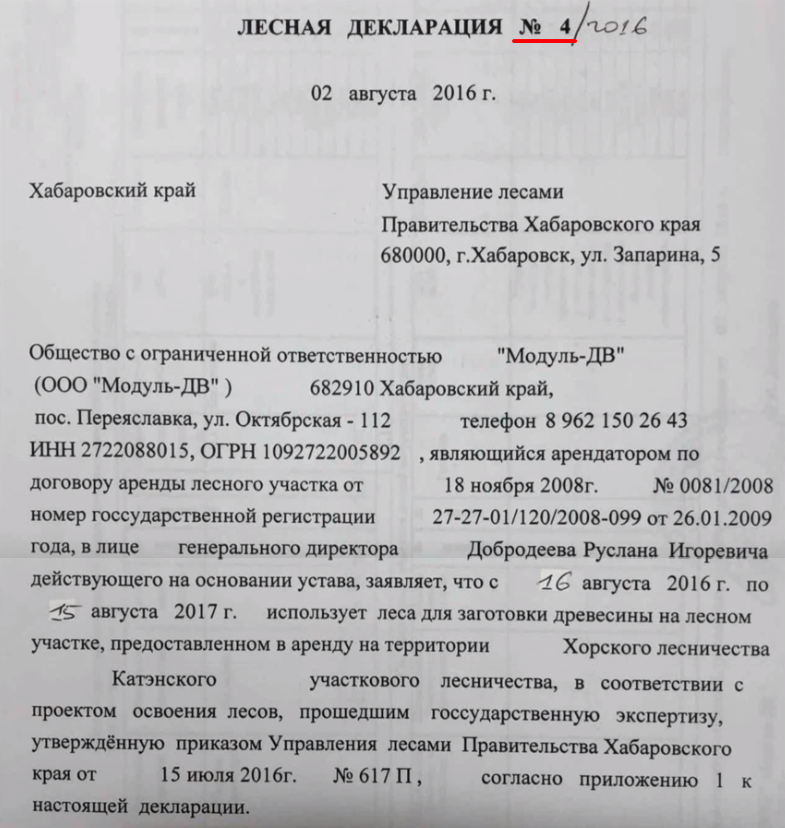 ЛЕСНАЯ ДЕКЛАРАЦИЯ № 4/2016
02 августа 2016 г.
Хабаровский край
Управление лесами
Правительства Хабаровского края
680000, г.Хабаровск, ул. Запарина, 5
Общество с ограниченной ответственностью "Модуль-ДВ"
(ООО "Модуль-ДВ" ) 682910 Хабаровский край,
пос. Переяславка, ул. Октябрская - 112 телефон 8 962 150 26 43
ИНН 2722088015, ОГРН 1092722005892 , являющийся арендатором по
договору аренды лесного участка от 18 ноября 2008г. № 0081/2008
номер госсударственной регистрации 27-27-01/120/2008-099 от 26.01.2009
года, в лице генерального директора Добродеева Руслана Игоревича
действующего на основании устава, заявляет, что с 16 августа 2016 г. по
15 августа 2017 г. использует леса для заготовки древесины на лесном
участке, предоставленном в аренду на территории Хорского лесничества
Катэнского участкового лесничества, в соответствии с
проектом освоения лесов, прошедшим госсударственную экспертизу,
утверждённую приказом Управления лесами Правительства Хабаровского
края от 15 июля 2016г. № 617 П , согласно приложению 1 к
настоящей декларации.